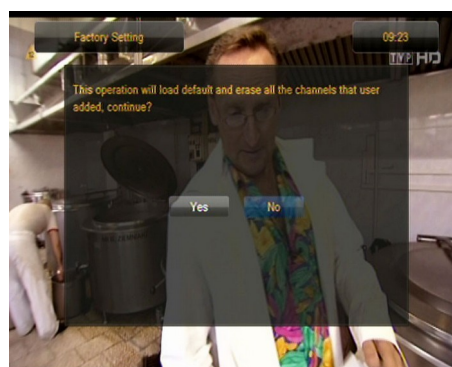 Factory Setting
09:23
TVP HD
This operation will load default and erase all the channels that user
added, continue?
Yes
No